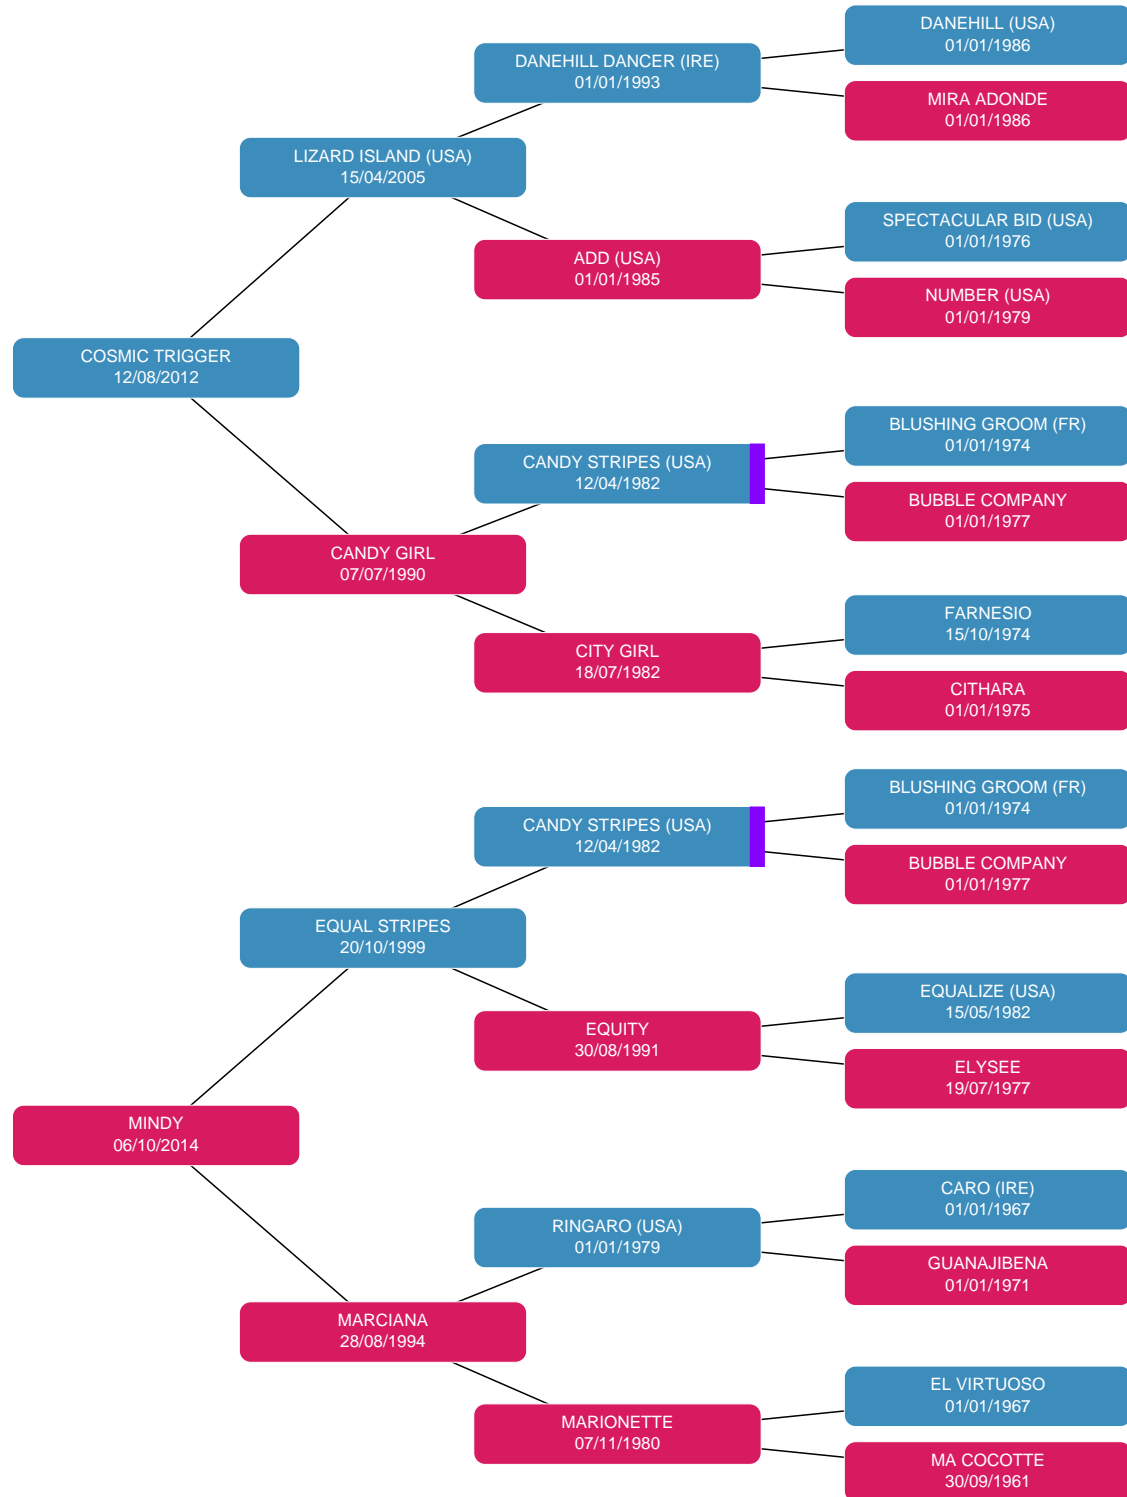 DANEHILL (USA)
01/01/1986
DANEHILL DANCER (IRE)
01/01/1993
MIRA ADONDE
01/01/1986
LIZARD ISLAND (USA)
15/04/2005
SPECTACULAR BID (USA)
01/01/1976
ADD (USA)
01/01/1985
NUMBER (USA)
01/01/1979
COSMIC TRIGGER
12/08/2012
BLUSHING GROOM (FR)
01/01/1974
CANDY STRIPES (USA)
12/04/1982
BUBBLE COMPANY
01/01/1977
CANDY GIRL
07/07/1990
FARNESIO
15/10/1974
CITY GIRL
18/07/1982
CITHARA
01/01/1975
BLUSHING GROOM (FR)
01/01/1974
CANDY STRIPES (USA)
12/04/1982
BUBBLE COMPANY
01/01/1977
EQUAL STRIPES
20/10/1999
EQUALIZE (USA)
15/05/1982
EQUITY
30/08/1991
ELYSEE
19/07/1977
MINDY
06/10/2014
CARO (IRE)
01/01/1967
RINGARO (USA)
01/01/1979
GUANAJIBENA
01/01/1971
MARCIANA
28/08/1994
EL VIRTUOSO
01/01/1967
MARIONETTE
07/11/1980
MA COCOTTE
30/09/1961